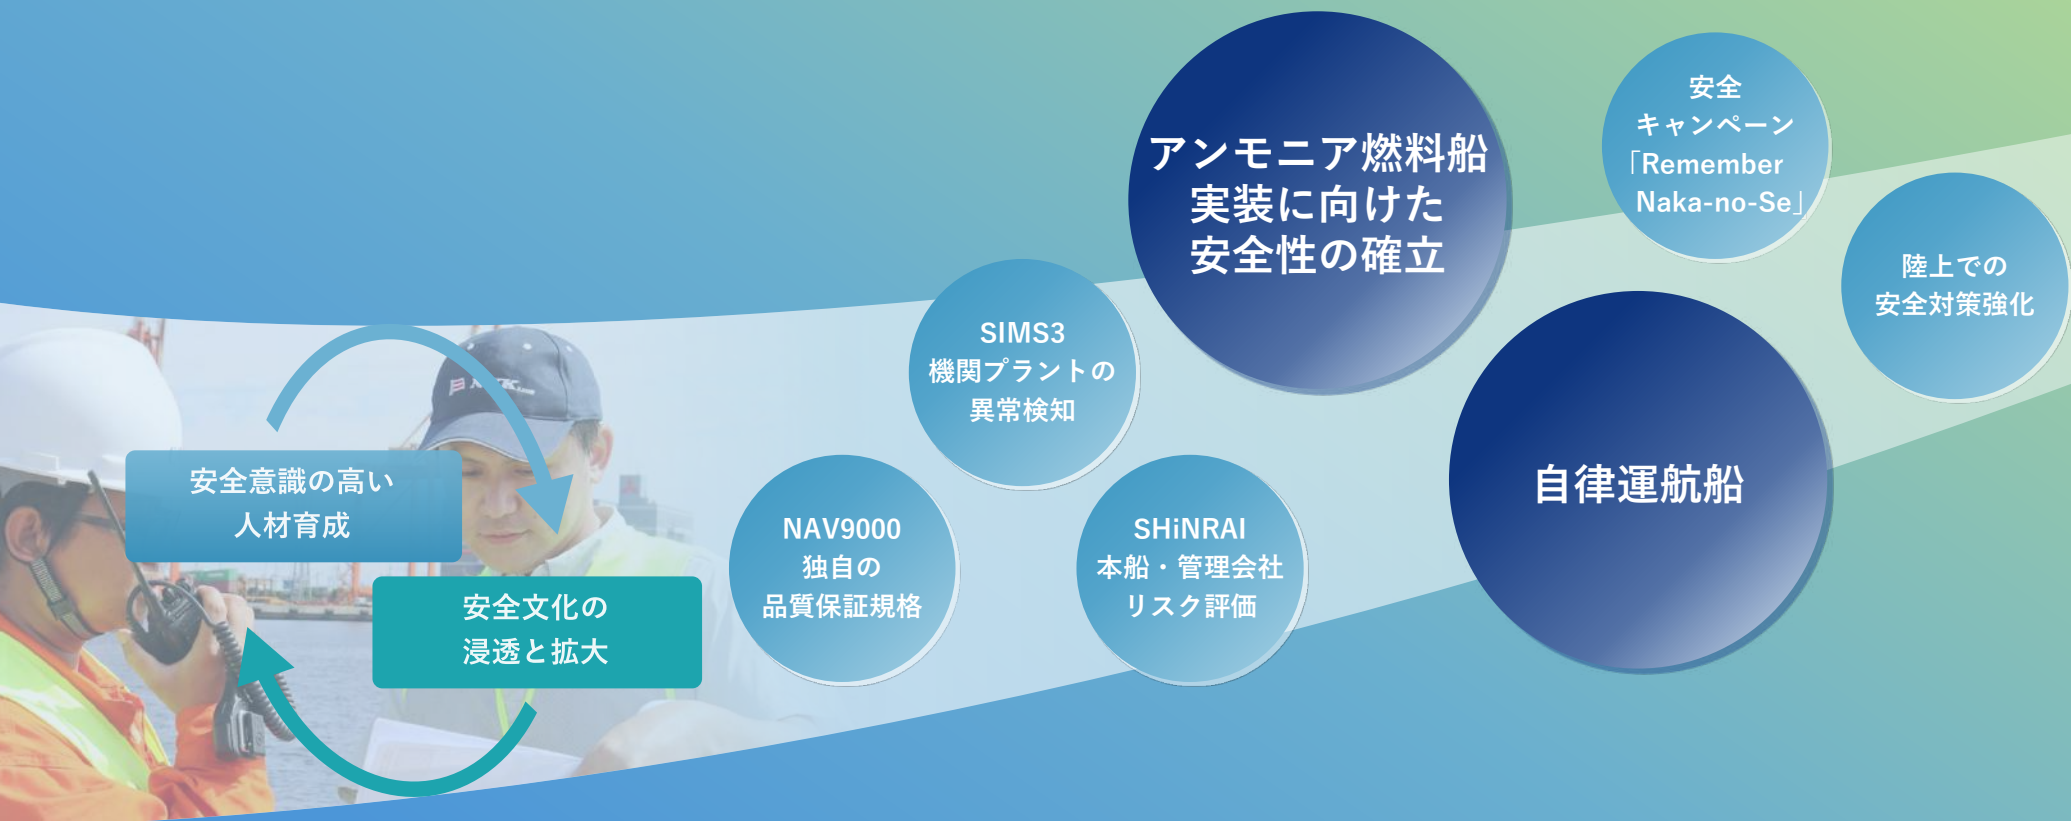 安全意識の高い
人材育成
安全文化の
浸透と拡大
NAV9000
独自の
品質保証規格
SIMS3
機関プラントの
異常検知
SHiNRAI
本船・管理会社
リスク評価
アンモニア燃料船
実装に向けた
安全性の確立
自律運航船
安全
キャンペーン
「Remember
Naka-no-Se」
陸上での
安全対策強化